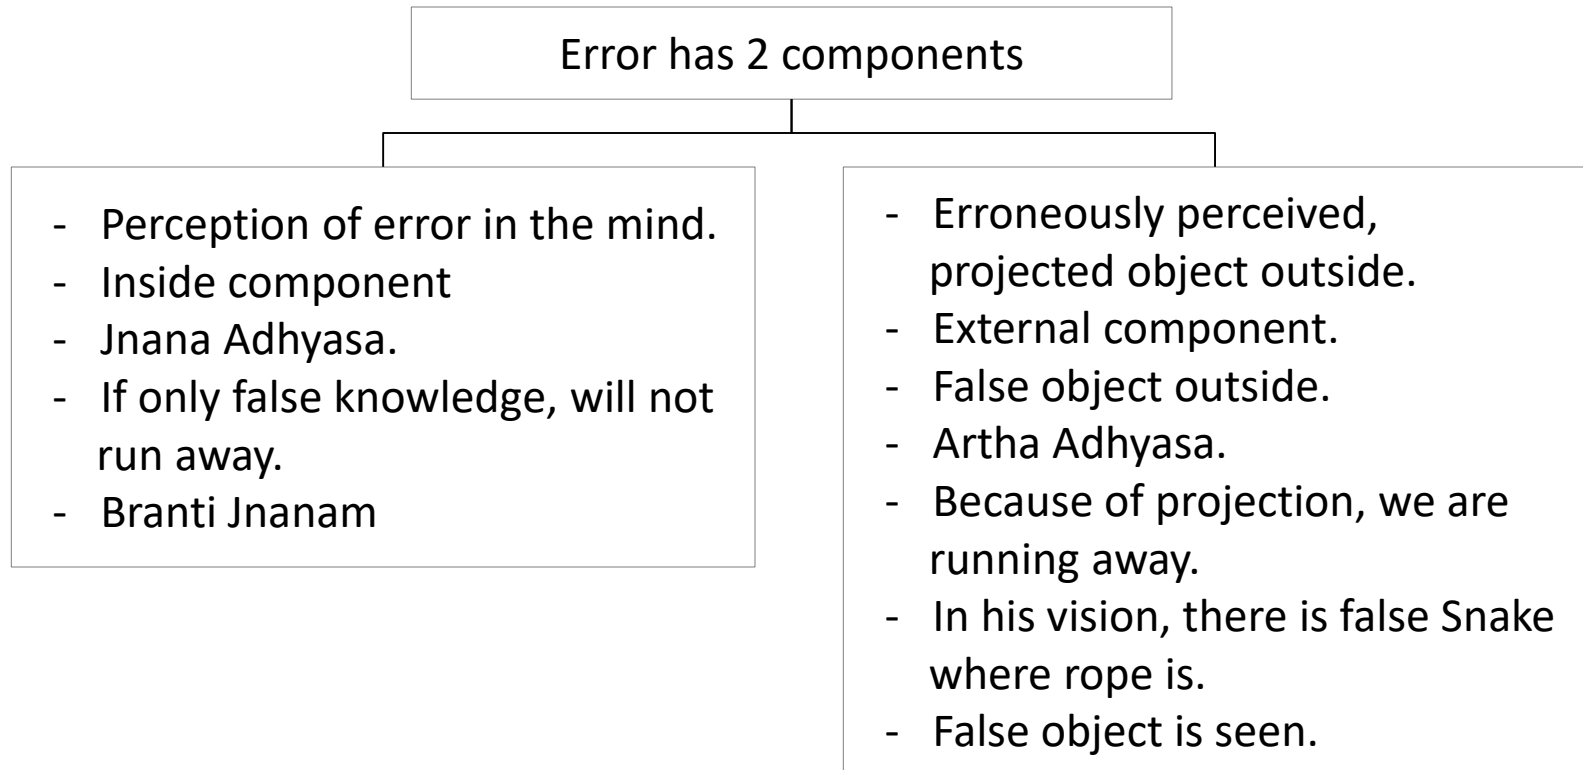 Error has 2 components
- Perception of error in the mind.
- Inside component
- Jnana Adhyasa.
- If only false knowledge, will not
run away.
- Branti Jnanam
- Erroneously perceived,
projected object outside.
- External component.
- False object outside.
- Artha Adhyasa.
- Because of projection, we are
running away.
- In his vision, there is false Snake
where rope is.
- False object is seen.